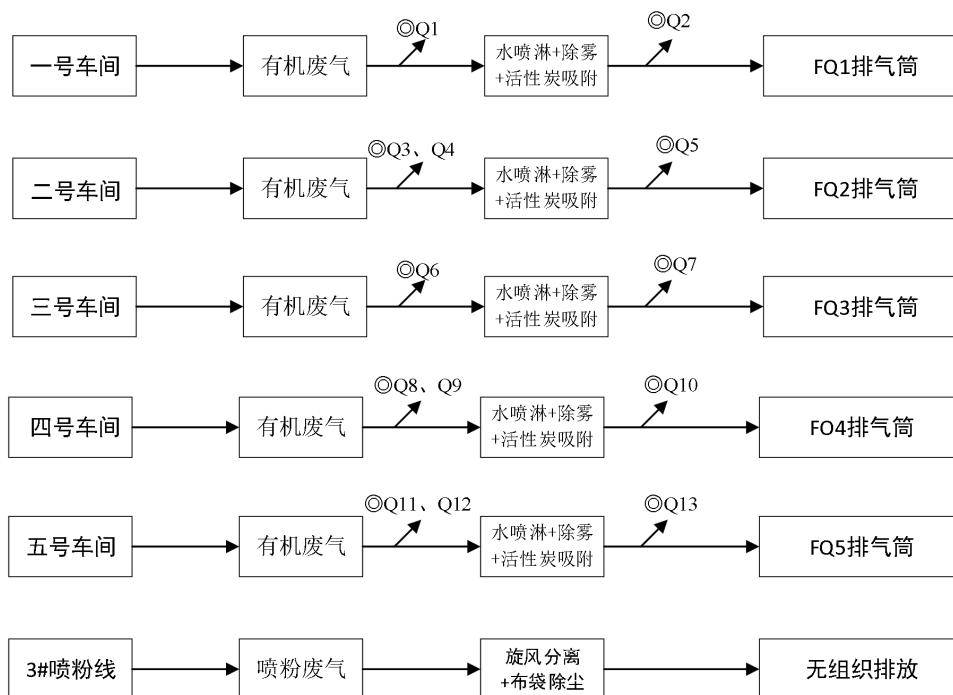 ◎Q1
◎Q2
一号车间
有机废气
水喷淋+除雾
+活性炭吸附
FQ1排气筒
◎Q3、Q4
◎Q5
二号车间
有机废气
水喷淋+除雾
+活性炭吸附
FQ2排气筒
◎Q6
◎Q7
三号车间
有机废气
水喷淋+除雾
+活性炭吸附
FQ3排气筒
◎Q8、Q9
◎Q10
四号车间
有机废气
水喷淋+除雾
+活性炭吸附
FO4排气筒
◎Q11、Q12
◎Q13
五号车间
有机废气
水喷淋+除雾
+活性炭吸附
FQ5排气筒
3#喷粉线
喷粉废气
旋风分离
+布袋除尘
无组织排放